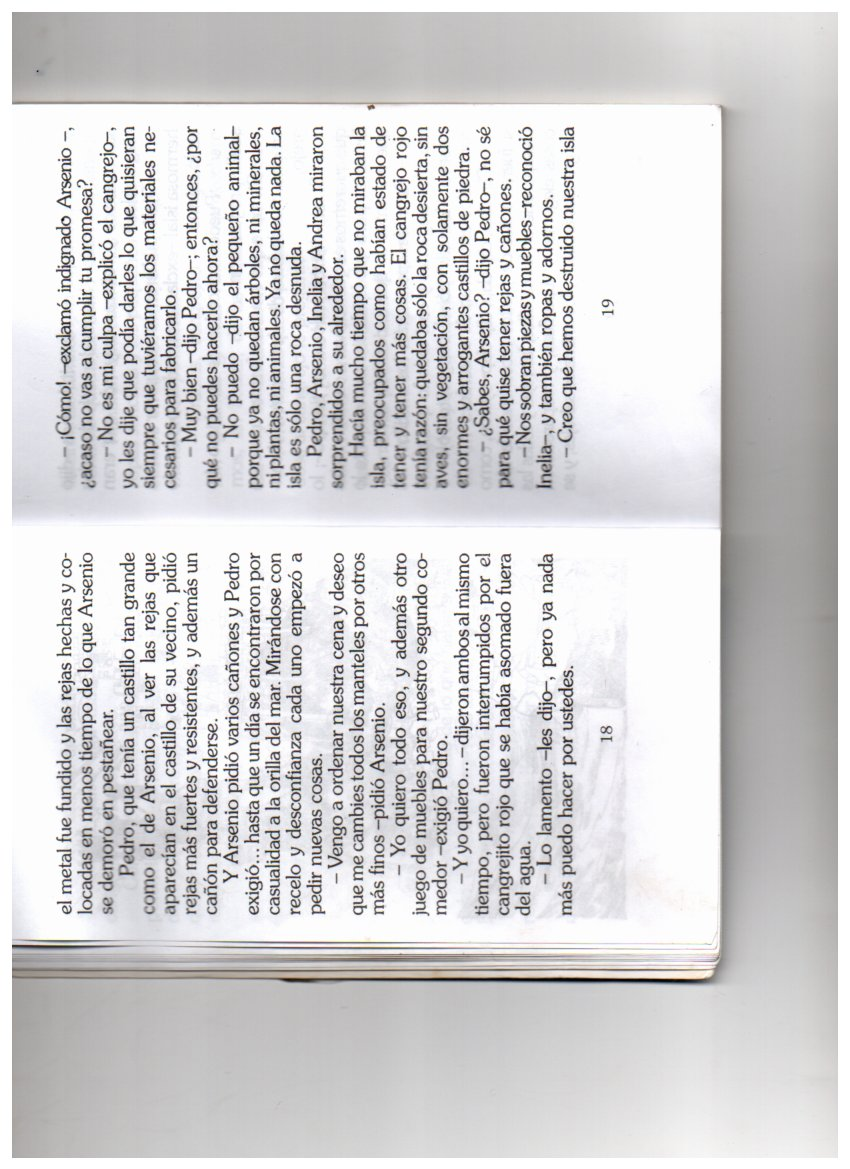 el metal fue fundido y las rejas hechas y co-
locadas en menos tiempo de lo que Arsenio
se demoró en pestañear.
Pedro, que tenía un castillo tan grande
como el de Arsenio, al ver las rejas que
aparecían en el castillo de su vecino, pidió
rejas más fuertes y resistentes, y además un
cañón para defenderse.
Y Arsenio pidió varios cañones y Pedro
exigió... hasta que un día se encontraron por
casualidad a la orilla del mar. Mirándose con
recelo y desconfianza cada uno empezó a
pedir nuevas cosas.
– Vengo a ordenar nuestra cena y deseo
que me cambies todos los manteles por otros
más finos –pidió Arsenio.
– Yo quiero todo eso, y además otro
juego de muebles para nuestro segundo co-
medor –exigió Pedro.
– Y yo quiero... –dijeron ambos al mismo
tiempo, pero fueron interrumpidos por el
cangrejito rojo que se había asomado fuera
del agua.
– Lo lamento –les dijo–, pero ya nada
más puedo hacer por ustedes.
18
– ¡Cómo! –exclamó indignado Arsenio –,
¿acaso no vas a cumplir tu promesa?
– No es mi culpa –explicó el cangrejo–,
yo les dije que podía darles lo que quisieran
siempre que tuviéramos los materiales ne-
cesarios para fabricarlo.
– Muy bien –dijo Pedro–; entonces, ¿por
qué no puedes hacerlo ahora?
– No puedo –dijo el pequeño animal–
porque ya no quedan árboles, ni minerales,
ni plantas, ni animales. Ya no queda nada. La
isla es sólo una roca desnuda.
Pedro, Arsenio, Inelia y Andrea miraron
sorprendidos a su alrededor.
Hacía mucho tiempo que no miraban la
isla, preocupados como habían estado de
tener y tener más cosas. El cangrejo rojo
tenía razón: quedaba sólo la roca desierta, sin
aves, sin vegetación, con solamente dos
enormes y arrogantes castillos de piedra.
– ¿Sabes, Arsenio? –dijo Pedro–, no sé
para qué quise tener rejas y cañones.
– Nos sobran piezas y muebles –reconoció
Inelia–, y también ropas y adornos.
– Creo que hemos destruido nuestra isla
19